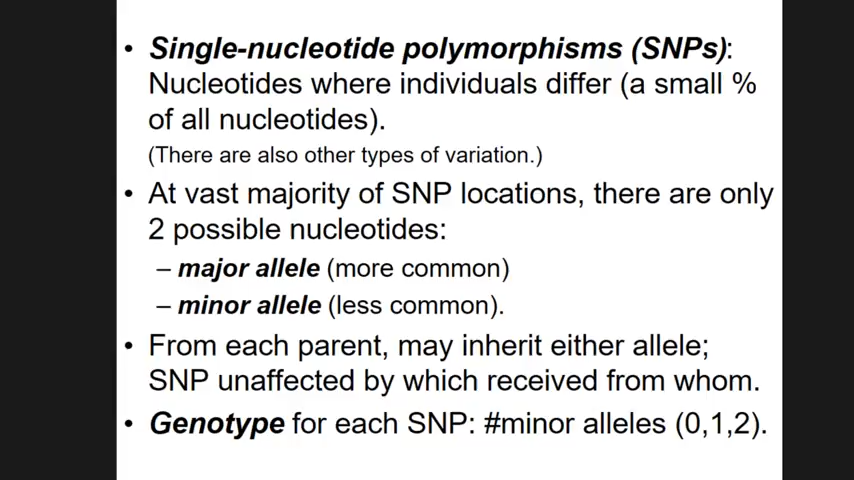 • Single-nucleotide polymorphisms (SNPs):
Nucleotides where individuals differ (a small %
of all nucleotides).
(There are also other types of variation.)
• At vast majority of SNP locations, there are only
2 possible nucleotides:
– major allele (more common)
– minor allele (less common).
• From each parent, may inherit either allele;
SNP unaffected by which received from whom.
• Genotype for each SNP: #minor alleles (0,1,2).